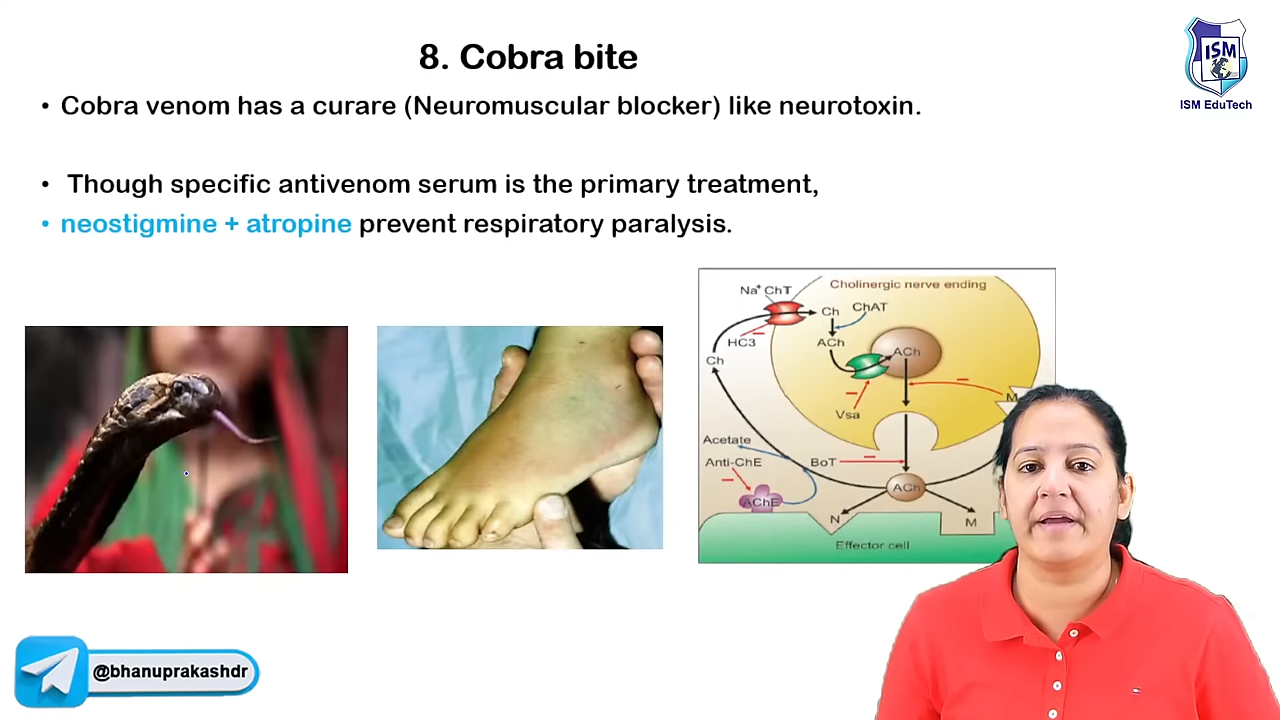 8. Cobra bite
ISM
ISM EduTech
• Cobra venom has a curare (Neuromuscular blocker) like neurotoxin.
• Though specific antivenom serum is the primary treatment,
• neostigmine + atropine prevent respiratory paralysis.
Cholinergic nerve ending
Na+ ChT
Ch
ChAT
HC3
ACh
ACh
Ch
Vsa
M
Acetate
Anti-ChE
BoT
AChE
ACh
N
M
Effector cell
@bhanuprakashdr